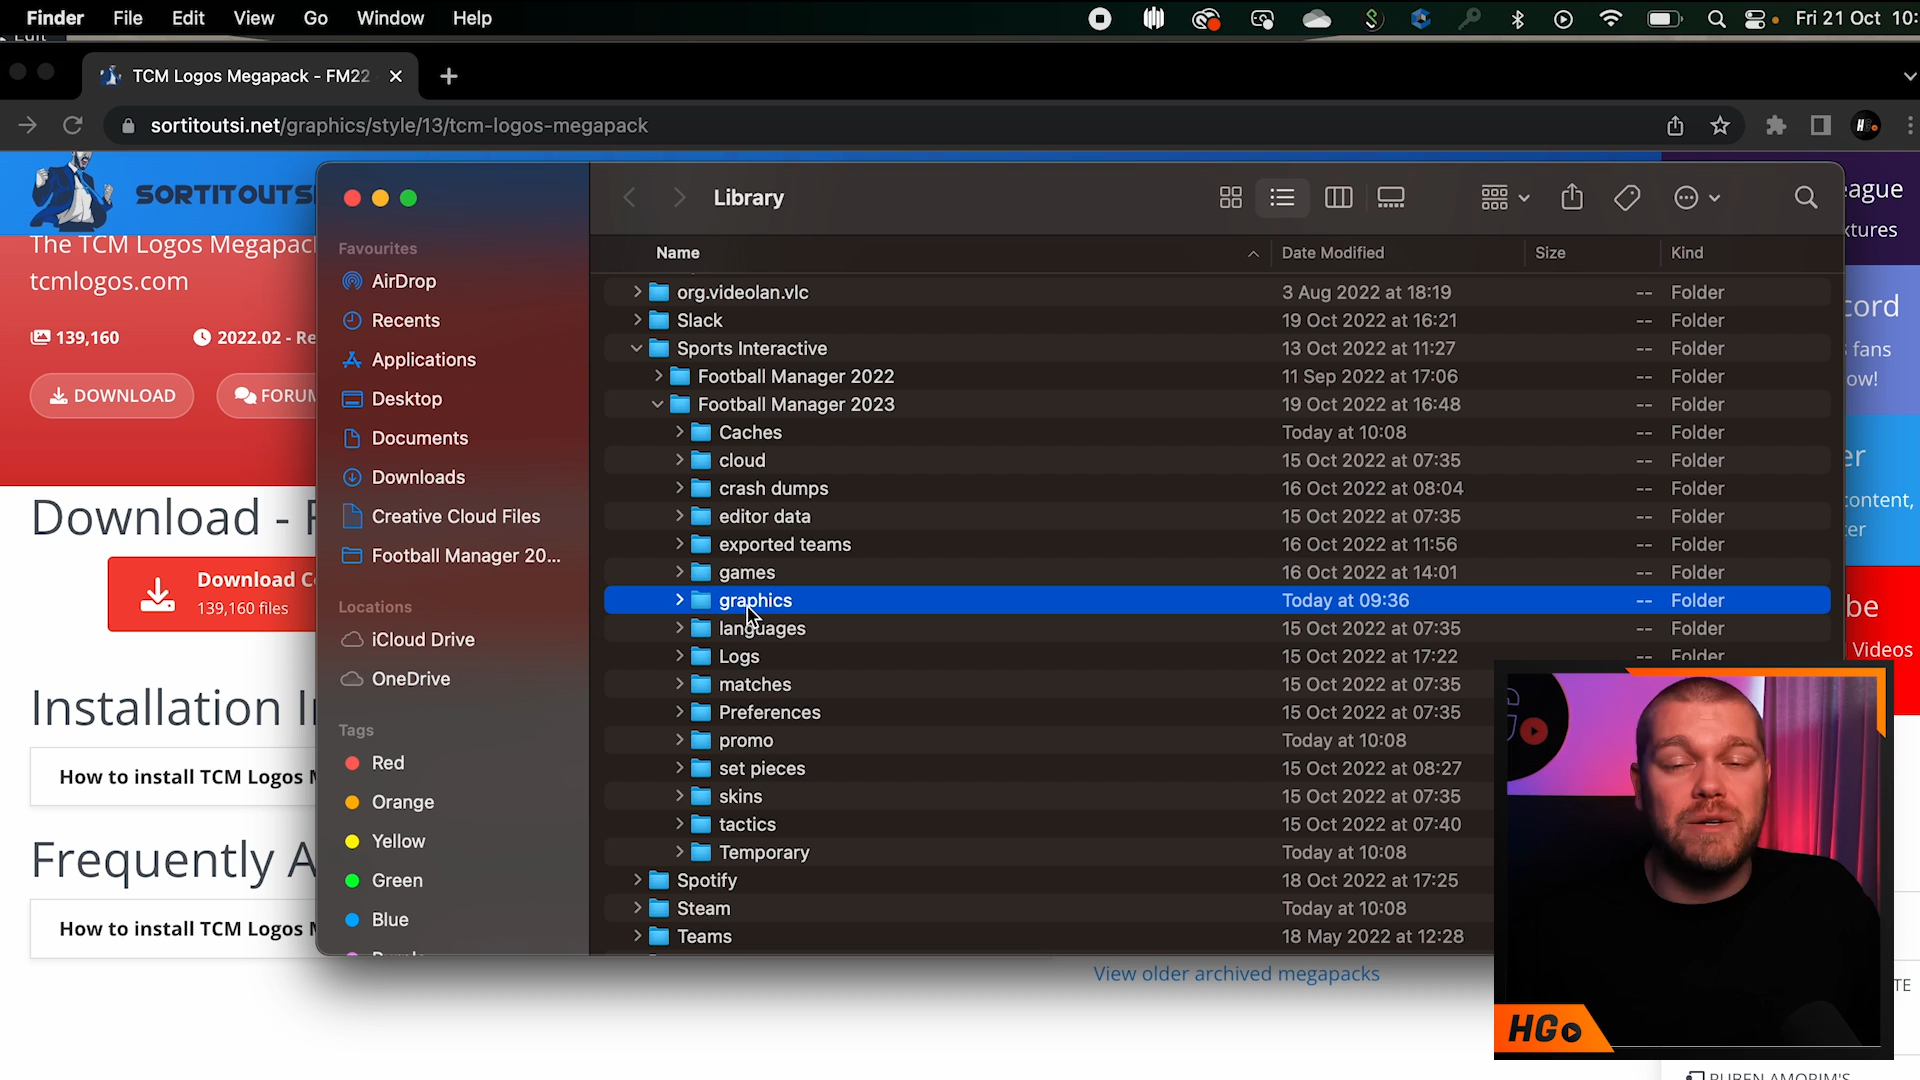 Finder File Edit View Go Window Help
Fri 21 Oct 10:
TCM Logos Megapack - FM22
sortitoutsi.net/graphics/style/13/tcm-logos-megapack
SORTITOUTSI
The TCM Logos Megapac
tcmlogos.com
139,160
2022.02 - Re
DOWNLOAD
FORUM
Download - F
Download C
139,160 files
Installation I
How to install TCM Logos M
Frequently A
How to install TCM Logos M
Favourites
AirDrop
Recents
Applications
Desktop
Documents
Downloads
Creative Cloud Files
Football Manager 20...
Locations
iCloud Drive
OneDrive
Tags
Red
Orange
Yellow
Green
Blue
Library
Name Date Modified Size Kind
org.videolan.vlc 3 Aug 2022 at 18:19 -- Folder
Slack 19 Oct 2022 at 16:21 -- Folder
Sports Interactive 13 Oct 2022 at 11:27 -- Folder
Football Manager 2022 11 Sep 2022 at 17:06 -- Folder
Football Manager 2023 19 Oct 2022 at 16:48 -- Folder
Caches Today at 10:08 -- Folder
cloud 15 Oct 2022 at 07:35 -- Folder
crash dumps 16 Oct 2022 at 08:04 -- Folder
editor data 15 Oct 2022 at 07:35 -- Folder
exported teams 16 Oct 2022 at 11:56 -- Folder
games 16 Oct 2022 at 14:01 -- Folder
graphics Today at 09:36 -- Folder
languages 15 Oct 2022 at 07:35 -- Folder
Logs 15 Oct 2022 at 17:22 -- Folder
matches 15 Oct 2022 at 07:35
Preferences 15 Oct 2022 at 07:35
promo Today at 10:08
set pieces 15 Oct 2022 at 08:27
skins 15 Oct 2022 at 07:35
tactics 15 Oct 2022 at 07:40
Temporary Today at 10:08
Spotify 18 Oct 2022 at 17:25
Steam Today at 10:08
Teams 18 May 2022 at 12:28
View older archived megapacks
eague
xtures
cord
fans
ow!
er
content,
ter
be
Videos
TE
HGo
RUBEN AMORIM'S